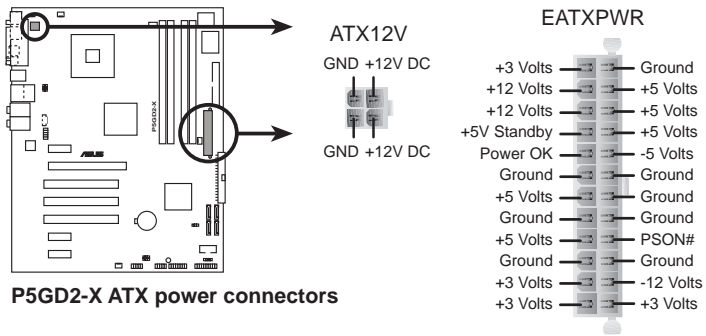 P5GD2-X
ASUS
P5GD2-X ATX power connectors
ATX12V
GND +12V DC
GND +12V DC
EATXPWR
+3 Volts Ground
+12 Volts +5 Volts
+12 Volts +5 Volts
+5V Standby +5 Volts
Power OK -5 Volts
Ground Ground
+5 Volts Ground
Ground Ground
+5 Volts PSON#
Ground Ground
+3 Volts -12 Volts
+3 Volts +3 Volts